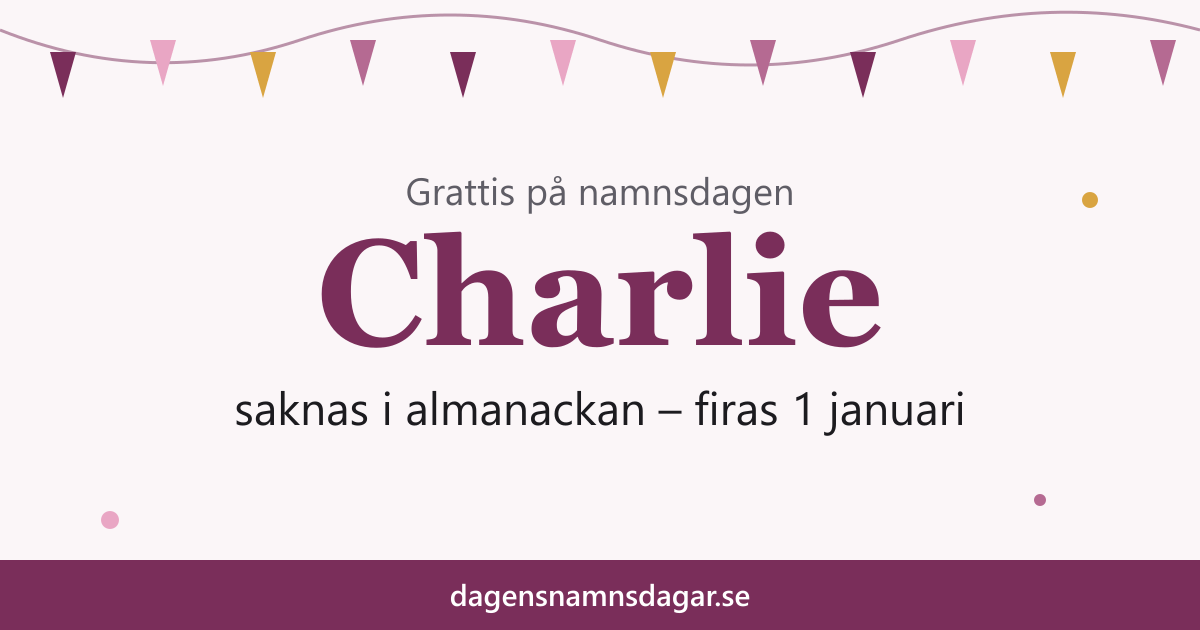 Grattis på namnsdagen
Charlie
saknas i almanackan – firas 1 januari
dagensnamnsdagar.se